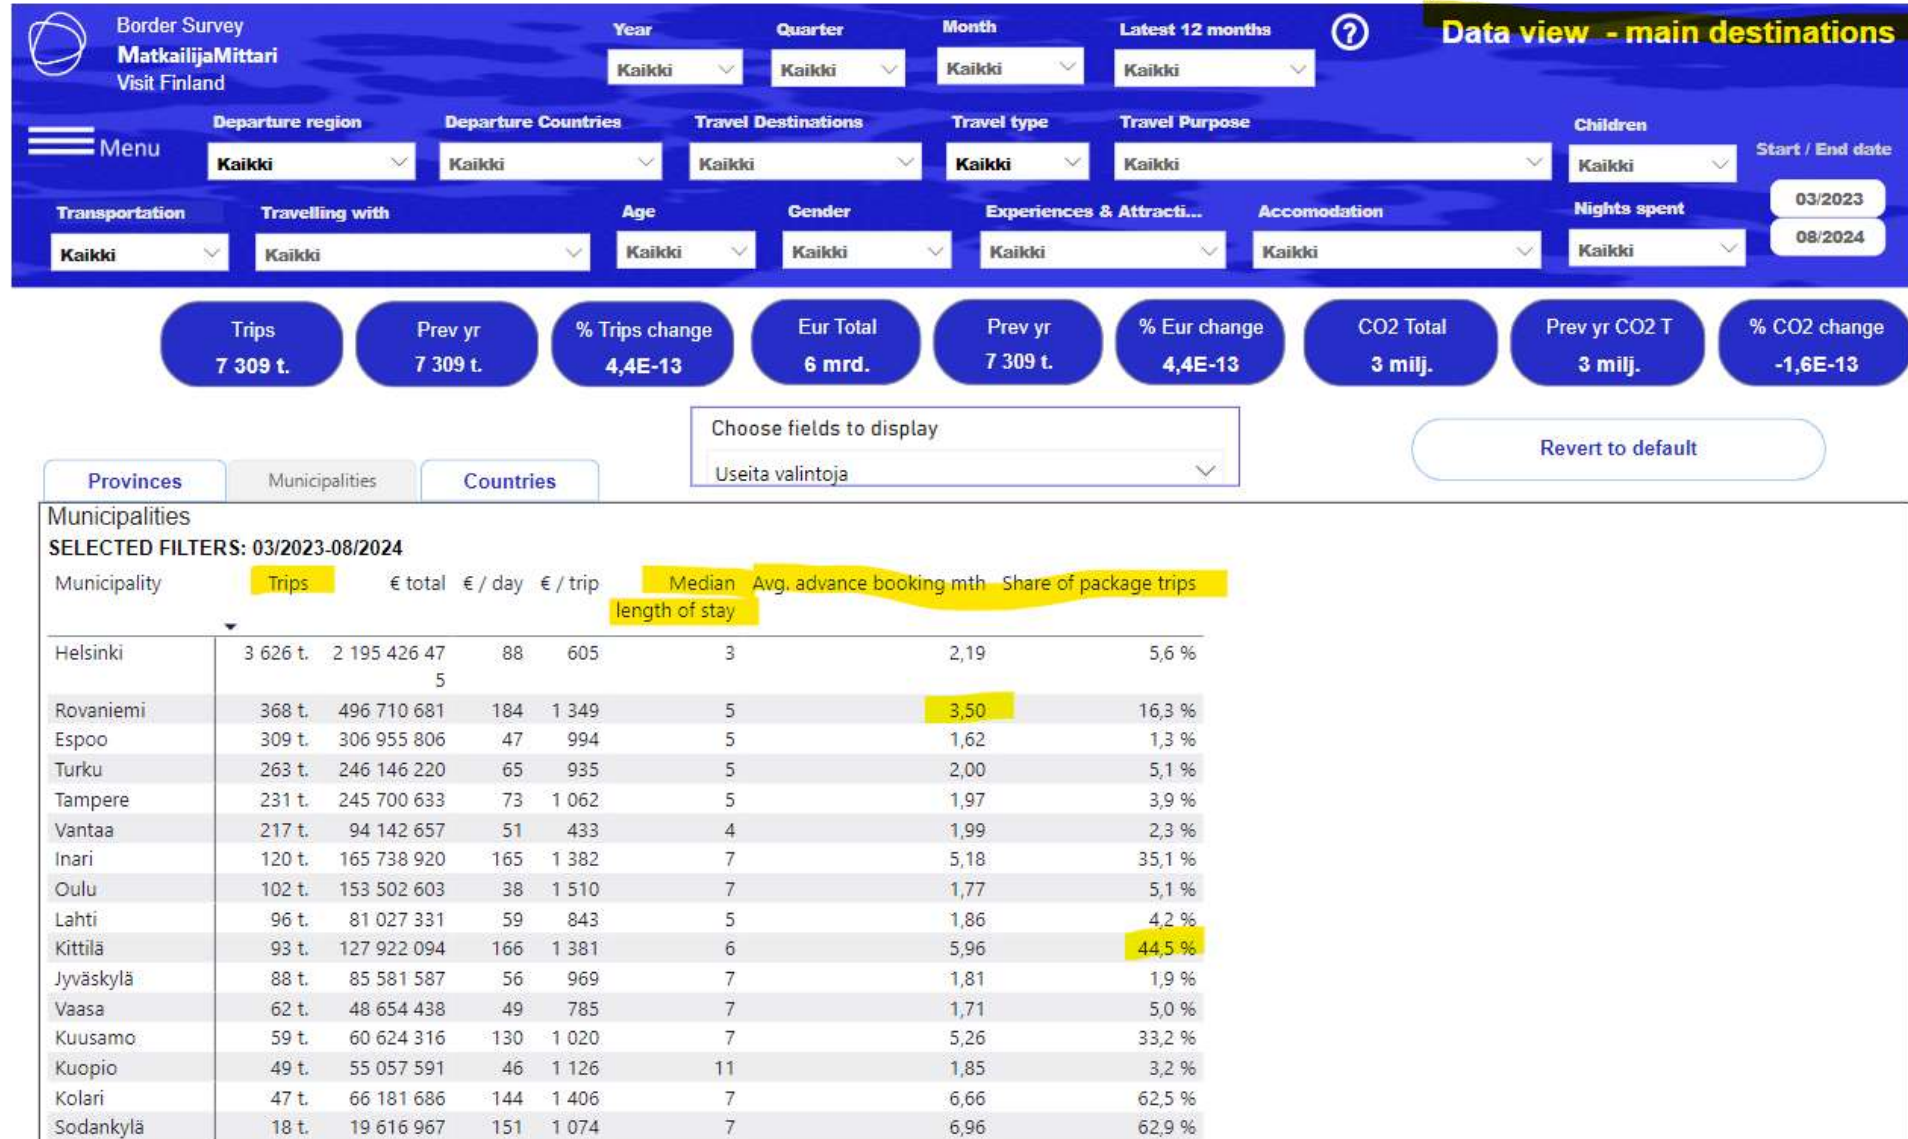 Border Survey
MatkailijaMittari
Visit Finland
Year
Quarter
Month
Latest 12 months
?
Data view - main destinations
Kaikki
Kaikki
Kaikki
Kaikki
Menu
Departure region
Departure Countries
Travel Destinations
Travel type
Travel Purpose
Children
Start / End date
Kaikki
Kaikki
Kaikki
Kaikki
Kaikki
Kaikki
Transportation
Travelling with
Age
Gender
Experiences & Attracti...
Accomodation
Nights spent
03/2023
08/2024
Kaikki
Kaikki
Kaikki
Kaikki
Kaikki
Kaikki
Kaikki
Trips
7 309 t.
Prev yr
7 309 t.
% Trips change
4,4E-13
Eur Total
6 mrd.
Prev yr
7 309 t.
% Eur change
4,4E-13
CO2 Total
3 milj.
Prev yr CO2 T
3 milj.
% CO2 change
-1,6E-13
Choose fields to display
Useita valintoja
Revert to default
Provinces
Municipalities
Countries
Municipalities
SELECTED FILTERS: 03/2023-08/2024
Municipality Trips € total € / day € / trip Median length of stay Avg. advance booking mth Share of package trips
Helsinki 3 626 t. 2 195 426 475 88 605 3 2,19 5,6 %
Rovaniemi 368 t. 496 710 681 184 1 349 5 3,50 16,3 %
Espoo 309 t. 306 955 806 47 994 5 1,62 1,3 %
Turku 263 t. 246 146 220 65 935 5 2,00 5,1 %
Tampere 231 t. 245 700 633 73 1 062 5 1,97 3,9 %
Vantaa 217 t. 94 142 657 51 433 4 1,99 2,3 %
Inari 120 t. 165 738 920 165 1 382 7 5,18 35,1 %
Oulu 102 t. 153 502 603 38 1 510 7 1,77 5,1 %
Lahti 96 t. 81 027 331 59 843 5 1,86 4,2 %
Kittilä 93 t. 127 922 094 166 1 381 6 5,96 44,5 %
Jyväskylä 88 t. 85 581 587 56 969 7 1,81 1,9 %
Vaasa 62 t. 48 654 438 49 785 7 1,71 5,0 %
Kuusamo 59 t. 60 624 316 130 1 020 7 5,26 33,2 %
Kuopio 49 t. 55 057 591 46 1 126 11 1,85 3,2 %
Kolari 47 t. 66 181 686 144 1 406 7 6,66 62,5 %
Sodankylä 18 t. 19 616 967 151 1 074 7 6,96 62,9 %